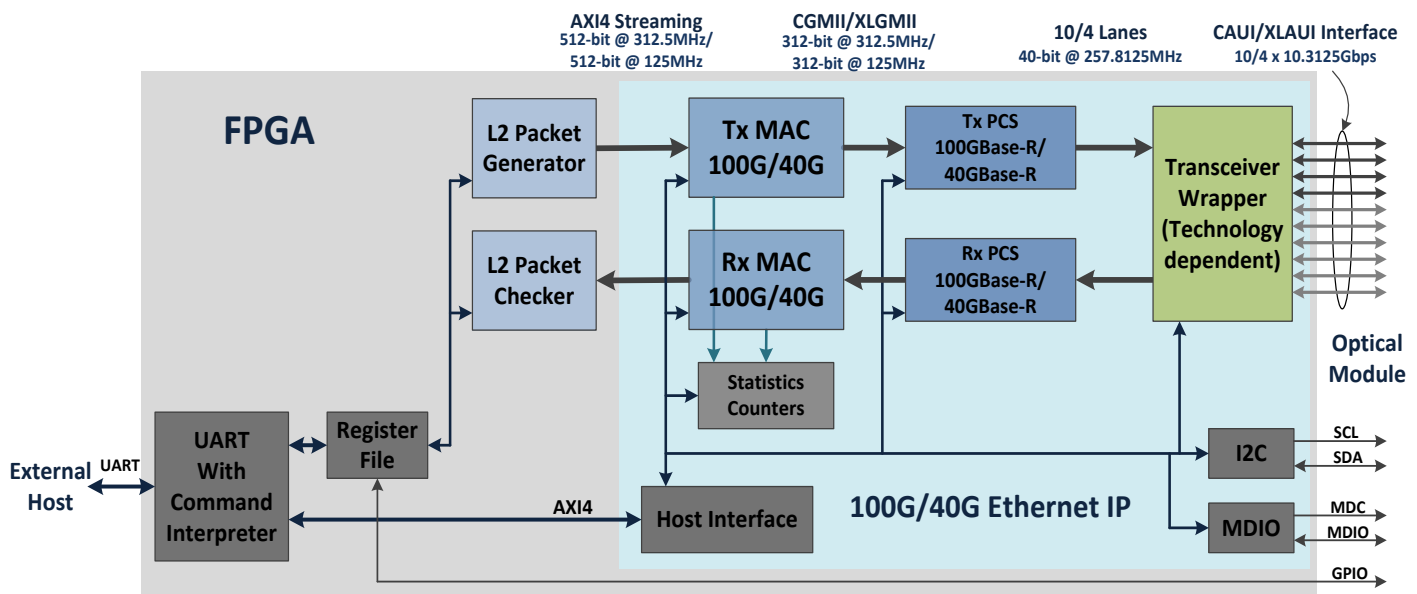 AXI4 Streaming
512-bit @ 312.5MHz/
512-bit @ 125MHz
CGMII/XLGMII
312-bit @ 312.5MHz/
312-bit @ 125MHz
10/4 Lanes
40-bit @ 257.8125MHz
CAUI/XLAUI Interface
10/4 x 10.3125Gbps
FPGA
L2 Packet
Generator
Tx MAC
100G/40G
Tx PCS
100GBase-R/
40GBase-R
Transceiver
Wrapper
(Technology
dependent)
L2 Packet
Checker
Rx MAC
100G/40G
Rx PCS
100GBase-R/
40GBase-R
Optical
Module
Statistics
Counters
UART
With
Command
Interpreter
Register
File
External
Host
UART
AXI4
Host Interface
100G/40G Ethernet IP
I2C
SCL
SDA
MDIO
MDC
MDIO
GPIO